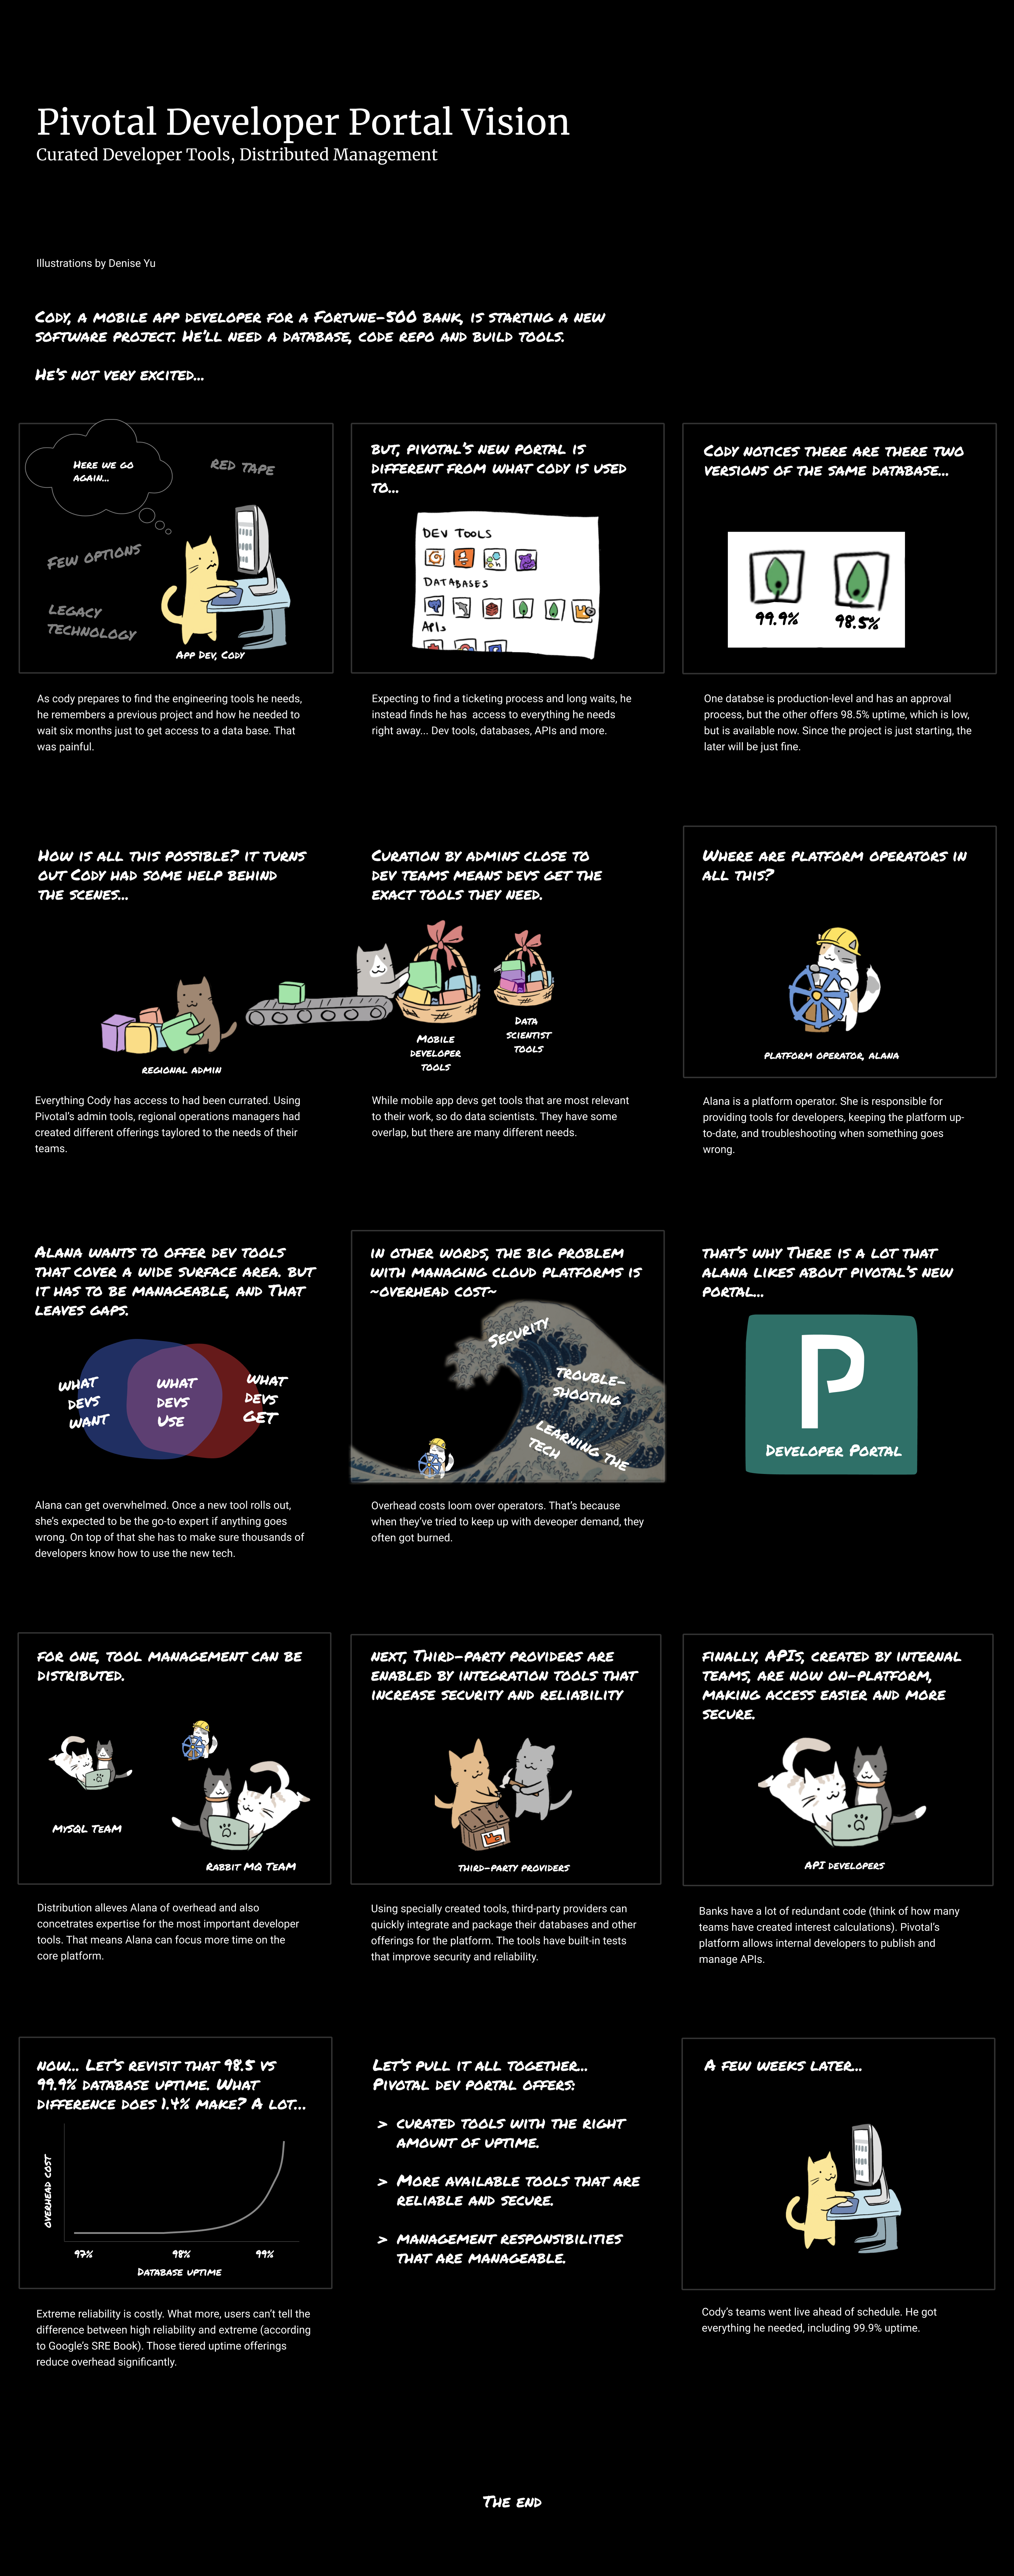 Pivotal Developer Portal Vision
Curated Developer Tools, Distributed Management
Illustrations by Denise Yu
Cody, a mobile app developer for a Fortune-500 bank, is starting a new
software project. He'll need a database, code repo and build tools.
He's not very excited...
Here we go
again...
Red tape
Few options
Legacy
technology
App Dev, Cody
As cody prepares to find the engineering tools he needs,
he remembers a previous project and how he needed to
wait six months just to get access to a data base. That
was painful.
But, pivotal's new portal is
different from what Cody is used
to...
DEV TOOLS
DATABASES
APIs
Expecting to find a ticketing process and long waits, he
instead finds he has  access to everything he needs
right away... Dev tools, databases, APIs and more.
Cody notices there are there two
versions of the same database...
99.9%
98.5%
One databse is production-level and has an approval
process, but the other offers 98.5% uptime, which is low,
but is available now. Since the project is just starting, the
later will be just fine.
How is all this possible? it turns
out Cody had some help behind
the scenes...
regional admin
Everything Cody has access to had been currated. Using
Pivotal's admin tools, regional operations managers had
created different offerings taylored to the needs of their
teams.
Curation by admins close to
dev teams means devs get the
exact tools they need.
Mobile
developer
tools
Data
scientist
tools
While mobile app devs get tools that are most relevant
to their work, so do data scientists. They have some
overlap, but there are many different needs.
Where are platform operators in
all this?
platform operator, alana
Alana is a platform operator. She is responsible for
providing tools for developers, keeping the platform up-
to-date, and troubleshooting when something goes
wrong.
Alana wants to offer dev tools
that cover a wide surface area. but
it has to be manageable, and That
leaves gaps.
what
devs
want
what
devs
Use
what
devs
Get
Alana can get overwhelmed. Once a new tool rolls out,
she's expected to be the go-to expert if anything goes
wrong. On top of that she has to make sure thousands of
developers know how to use the new tech.
in other words, the big problem
with managing cloud platforms is
~overhead cost~
Security
Trouble-
shooting
Learning the
tech
Overhead costs loom over operators. That's because
when they've tried to keep up with deveoper demand, they
often got burned.
that's why There is a lot that
alana likes about pivotal's new
portal...
P
Developer Portal
for one, tool management can be
distributed.
MySQL Team
Rabbit MQ Team
Distribution alleves Alana of overhead and also
concetrates expertise for the most important developer
tools. That means Alana can focus more time on the
core platform.
next, Third-party providers are
enabled by integration tools that
increase security and reliability
third-party providers
Using specially created tools, third-party providers can
quickly integrate and package their databases and other
offerings for the platform. The tools have built-in tests
that improve security and reliability.
finally, APIs, created by internal
teams, are now on-platform,
making access easier and more
secure.
API developers
Banks have a lot of redundant code (think of how many
teams have created interest calculations). Pivotal's
platform allows internal developers to publish and
manage APIs.
now... Let's revisit that 98.5 vs
99.9% database uptime. What
difference does 1.4% make? A lot...
overhead cost
97%
98%
99%
Database uptime
Extreme reliability is costly. What more, users can't tell the
difference between high reliability and extreme (according
to Google's SRE Book). Those tiered uptime offerings
reduce overhead significantly.
Let's pull it all together...
Pivotal dev portal offers:
> curated tools with the right
amount of uptime.
> More available tools that are
reliable and secure.
> management responsibilities
that are manageable.
A few weeks later...
Cody's teams went live ahead of schedule. He got
everything he needed, including 99.9% uptime.
The end